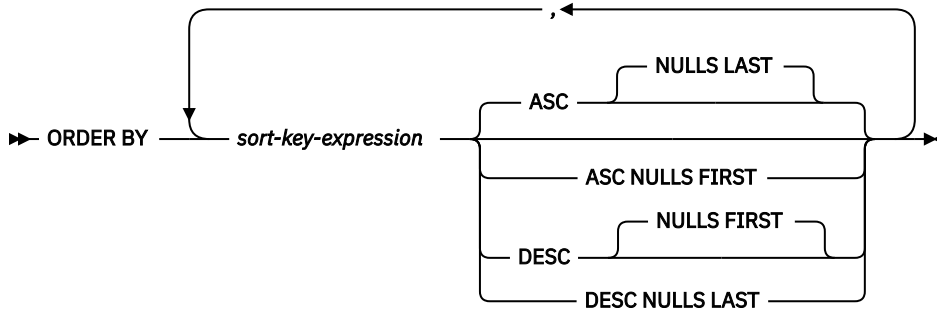 ,
NULLS LAST
ASC
ORDER BY sort-key-expression
ASC NULLS FIRST
NULLS FIRST
DESC
DESC NULLS LAST